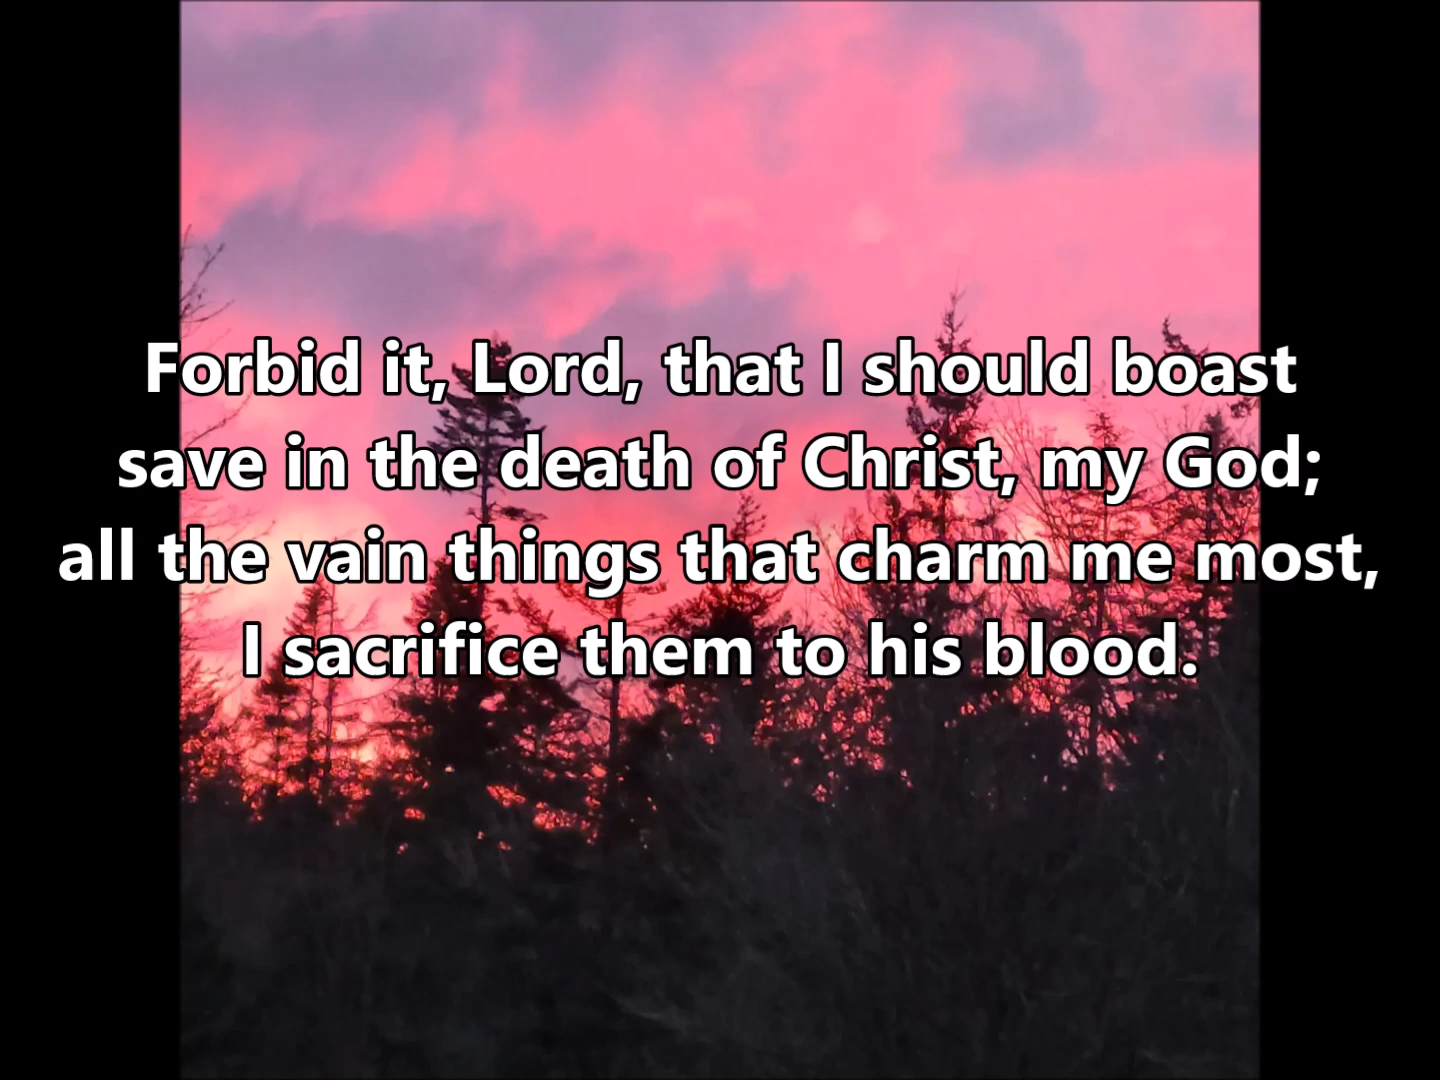 Forbid it, Lord, that I should boast
save in the death of Christ, my God;
all the vain things that charm me most,
I sacrifice them to his blood.